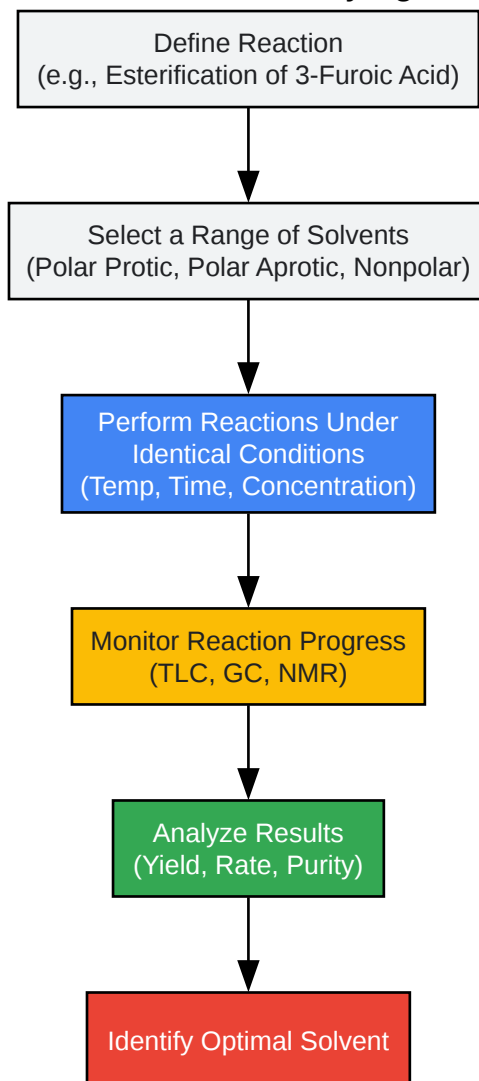 Define Reaction
(e.g., Esterification of 3-Furoic Acid)
Select a Range of Solvents
(Polar Protic, Polar Aprotic, Nonpolar)
Perform Reactions Under
Identical Conditions
(Temp, Time, Concentration)
Monitor Reaction Progress
(TLC, GC, NMR)
Analyze Results
(Yield, Rate, Purity)
Identify Optimal Solvent